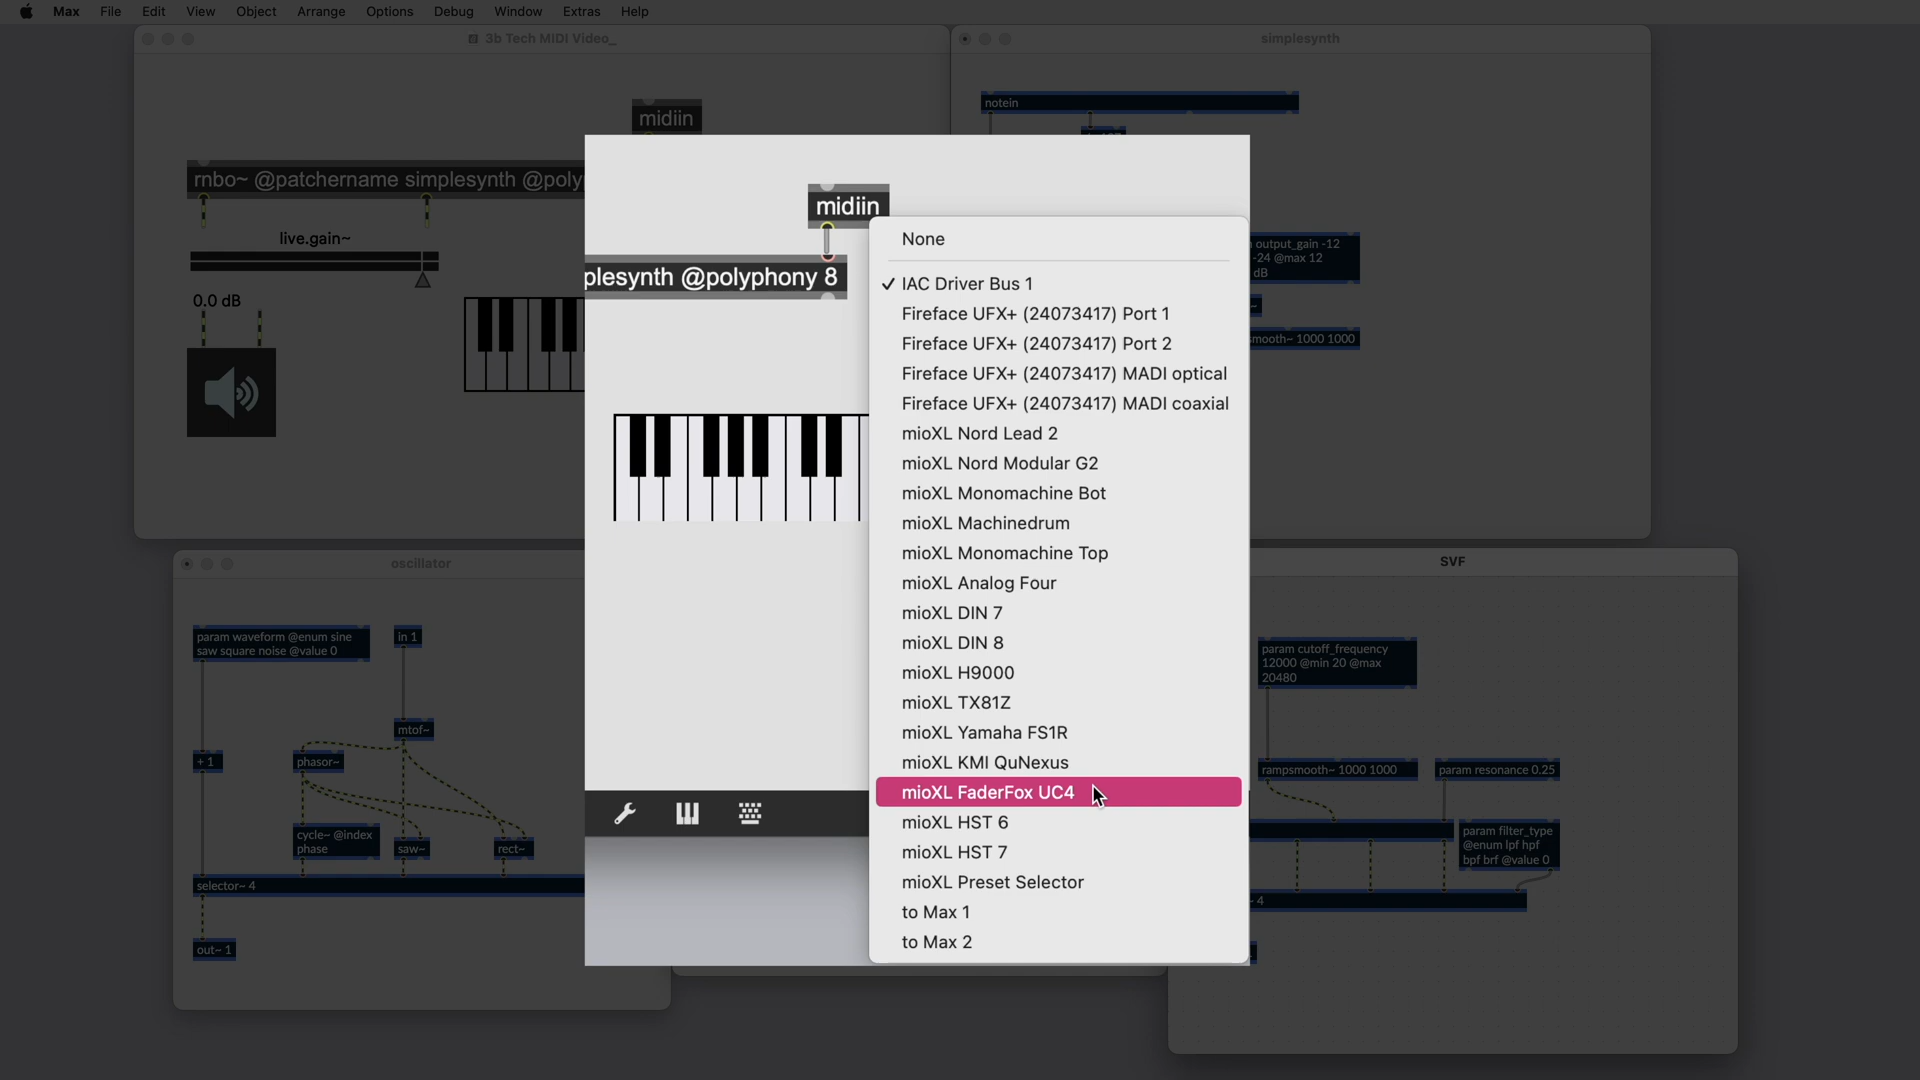 Max File Edit View Object Arrange Options Debug Window Extras Help
3b Tech MIDI Video_
simplesynth
midiin
notein
rnbo~ @patchername simplesynth @poly
live.gain~
0.0 dB
midiin
plesynth @polyphony 8
None
✓ IAC Driver Bus 1
Fireface UFX+ (24073417) Port 1
Fireface UFX+ (24073417) Port 2
Fireface UFX+ (24073417) MADI optical
Fireface UFX+ (24073417) MADI coaxial
mioXL Nord Lead 2
mioXL Nord Modular G2
mioXL Monomachine Bot
mioXL Machinedrum
mioXL Monomachine Top
mioXL Analog Four
mioXL DIN 7
mioXL DIN 8
mioXL H9000
mioXL TX81Z
mioXL Yamaha FS1R
mioXL KMI QuNexus
mioXL FaderFox UC4
mioXL HST 6
mioXL HST 7
mioXL Preset Selector
to Max 1
to Max 2
output_gain -12
-24 @max 12
dB
smooth~ 1000 1000
oscillator
param waveform @enum sine
saw square noise @value 0
in 1
mtof~
+ 1
phasor~
cycle~ @index
phase
saw~
rect~
selector~ 4
out~ 1
SVF
param cutoff_frequency
12000 @min 20 @max
20480
rampsmooth~ 1000 1000
param resonance 0.25
param filter_type
@enum lpf hpf
bpf brf @value 0
~ 4